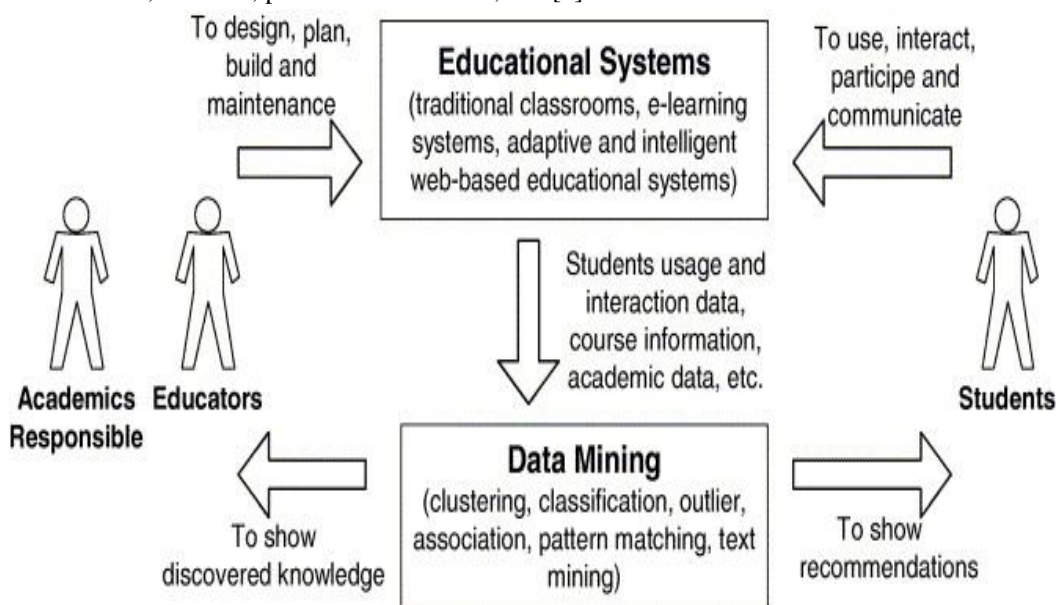 To design, plan,
build and
maintenance
Educational Systems
(traditional classrooms, e-learning
systems, adaptive and intelligent
web-based educational systems)
To use, interact,
participe and
communicate
Students usage and
interaction data,
course information,
academic data, etc.
Academics
Responsible
Educators
Students
Data Mining
(clustering, classification, outlier,
association, pattern matching, text
mining)
To show
discovered knowledge
To show
recommendations